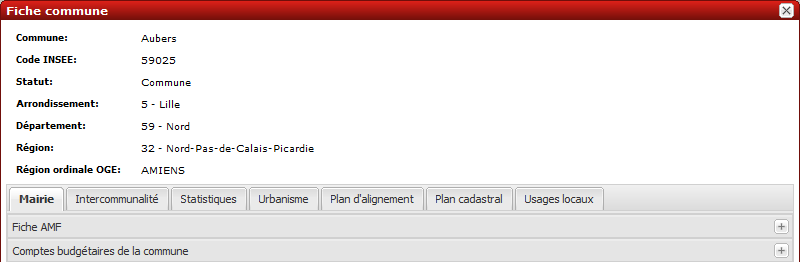 Fiche commune
Commune: Aubers
Code INSEE: 59025
Statut: Commune
Arrondissement: 5 - Lille
Département: 59 - Nord
Région: 32 - Nord-Pas-de-Calais-Picardie
Région ordinale OGE: AMIENS
Mairie Intercommunalité Statistiques Urbanisme Plan d'alignement Plan cadastral Usages locaux
Fiche AMF
Comptes budgétaires de la commune